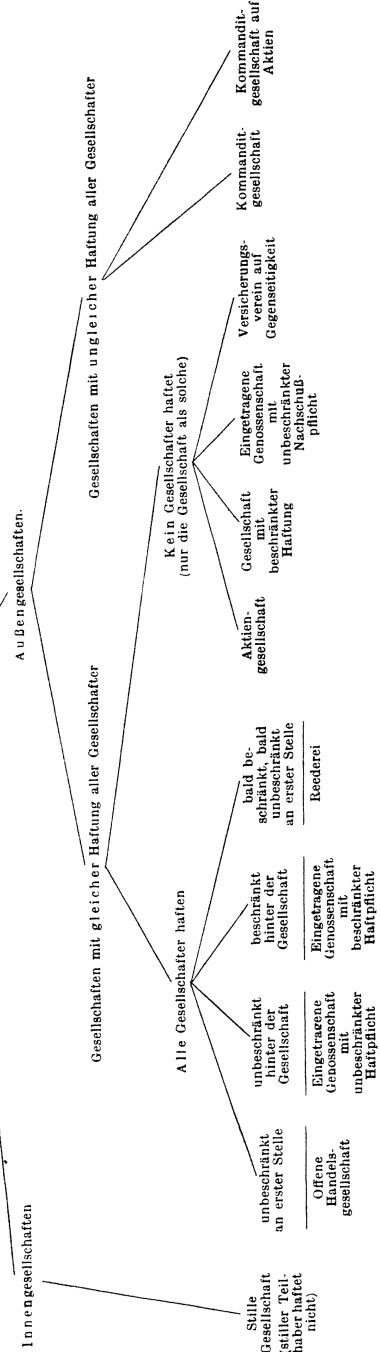 Innengesellschaften
Außengesellschaften.
Gesellschaften mit gleicher Haftung aller Gesellschafter
Gesellschaften mit ungleicher Haftung aller Gesellschafter
Alle Gesellschafter haften
Kein Gesellschafter haftet
(nur die Gesellschaft als solche)
Stille
Gesellschaft
(stiller Teil-
haber haftet
nicht)
unbeschränkt
an erster Stelle
Offene
Handels-
gesellschaft
unbeschränkt
hinter der
Gesellschaft
Eingetragene
Genossenschaft
mit
unbeschränkter
Haftpflicht
beschränkt
hinter der
Gesellschaft
Eingetragene
Genossenschaft
mit
beschränkter
Haftpflicht
bald be-
schränkt, bald
unbeschränkt
an erster Stelle
Reederei
Aktien-
gesellschaft
Gesellschaft
mit
beschränkter
Haftung
Eingetragene
Genossenschaft
mit
unbeschränkter
Nachschuß-
pflicht
Versicherungs-
verein auf
Gegenseitigkeit
Kommandit-
gesellschaft
Kommandit-
gesellschaft auf
Aktien